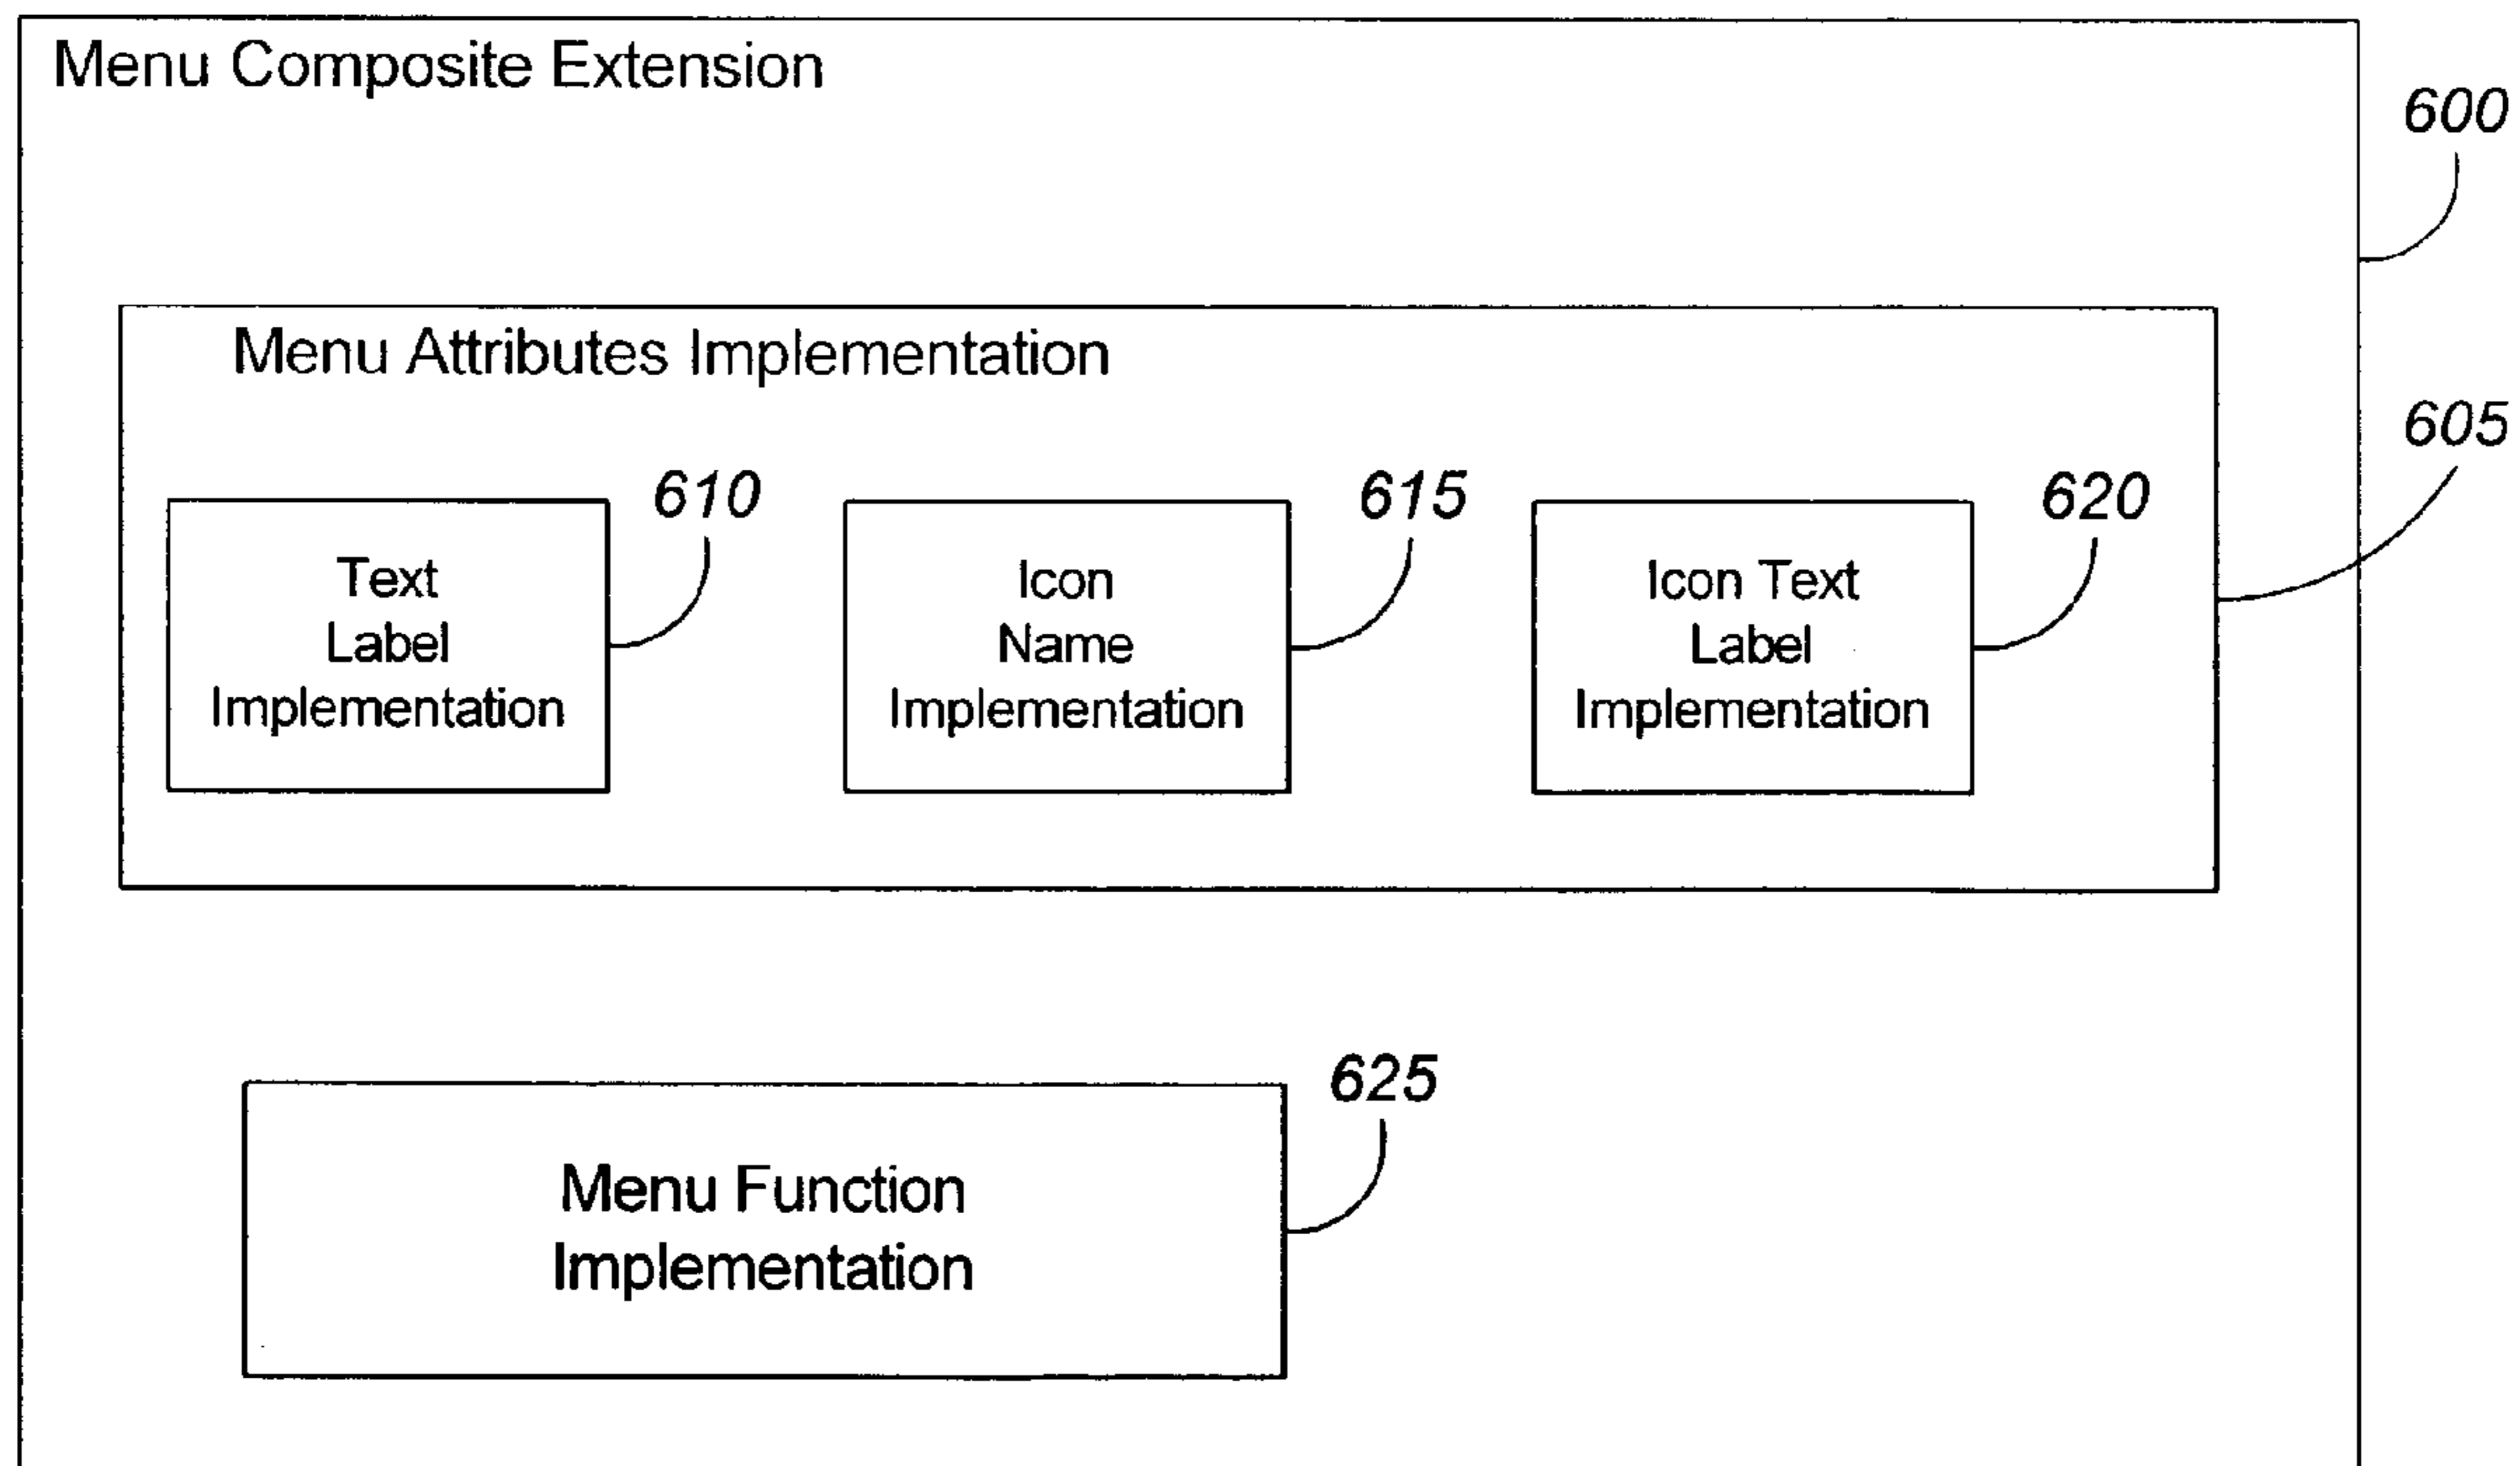 Menu Composite Extension
600
Menu Attributes Implementation
605
610
615
620
Text
Label
Implementation
Icon
Name
Implementation
Icon Text
Label
Implementation
625
Menu Function
Implementation